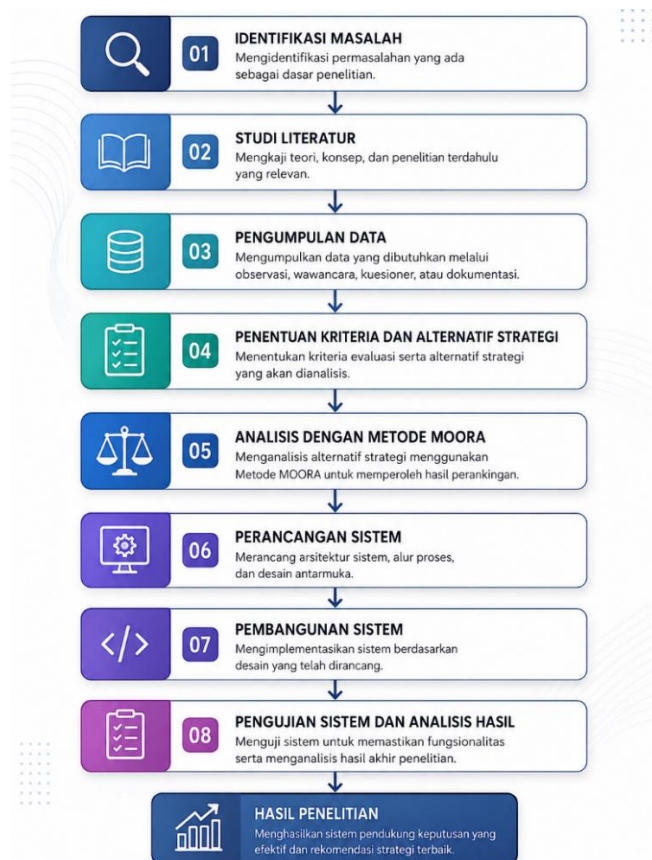 01
IDENTIFIKASI MASALAH
Mengidentifikasi permasalahan yang ada
sebagai dasar penelitian.
02
STUDI LITERATUR
Mengkaji teori, konsep, dan penelitian terdahulu
yang relevan.
03
PENGUMPULAN DATA
Mengumpulkan data yang dibutuhkan melalui
observasi, wawancara, kuesioner, atau dokumentasi.
04
PENENTUAN KRITERIA DAN ALTERNATIF STRATEGI
Menentukan kriteria evaluasi serta alternatif strategi
yang akan dianalisis.
05
ANALISIS DENGAN METODE MOORA
Menganalisis alternatif strategi menggunakan
Metode MOORA untuk memperoleh hasil perankingan.
06
PERANCANGAN SISTEM
Merancang arsitektur sistem, alur proses,
dan desain antarmuka.
07
PEMBANGUNAN SISTEM
Mengimplementasikan sistem berdasarkan
desain yang telah dirancang.
08
PENGUJIAN SISTEM DAN ANALISIS HASIL
Menguji sistem untuk memastikan fungsionalitas
serta menganalisis hasil akhir penelitian.
HASIL PENELITIAN
Menghasilkan sistem pendukung keputusan yang
efektif dan rekomendasi strategi terbaik.